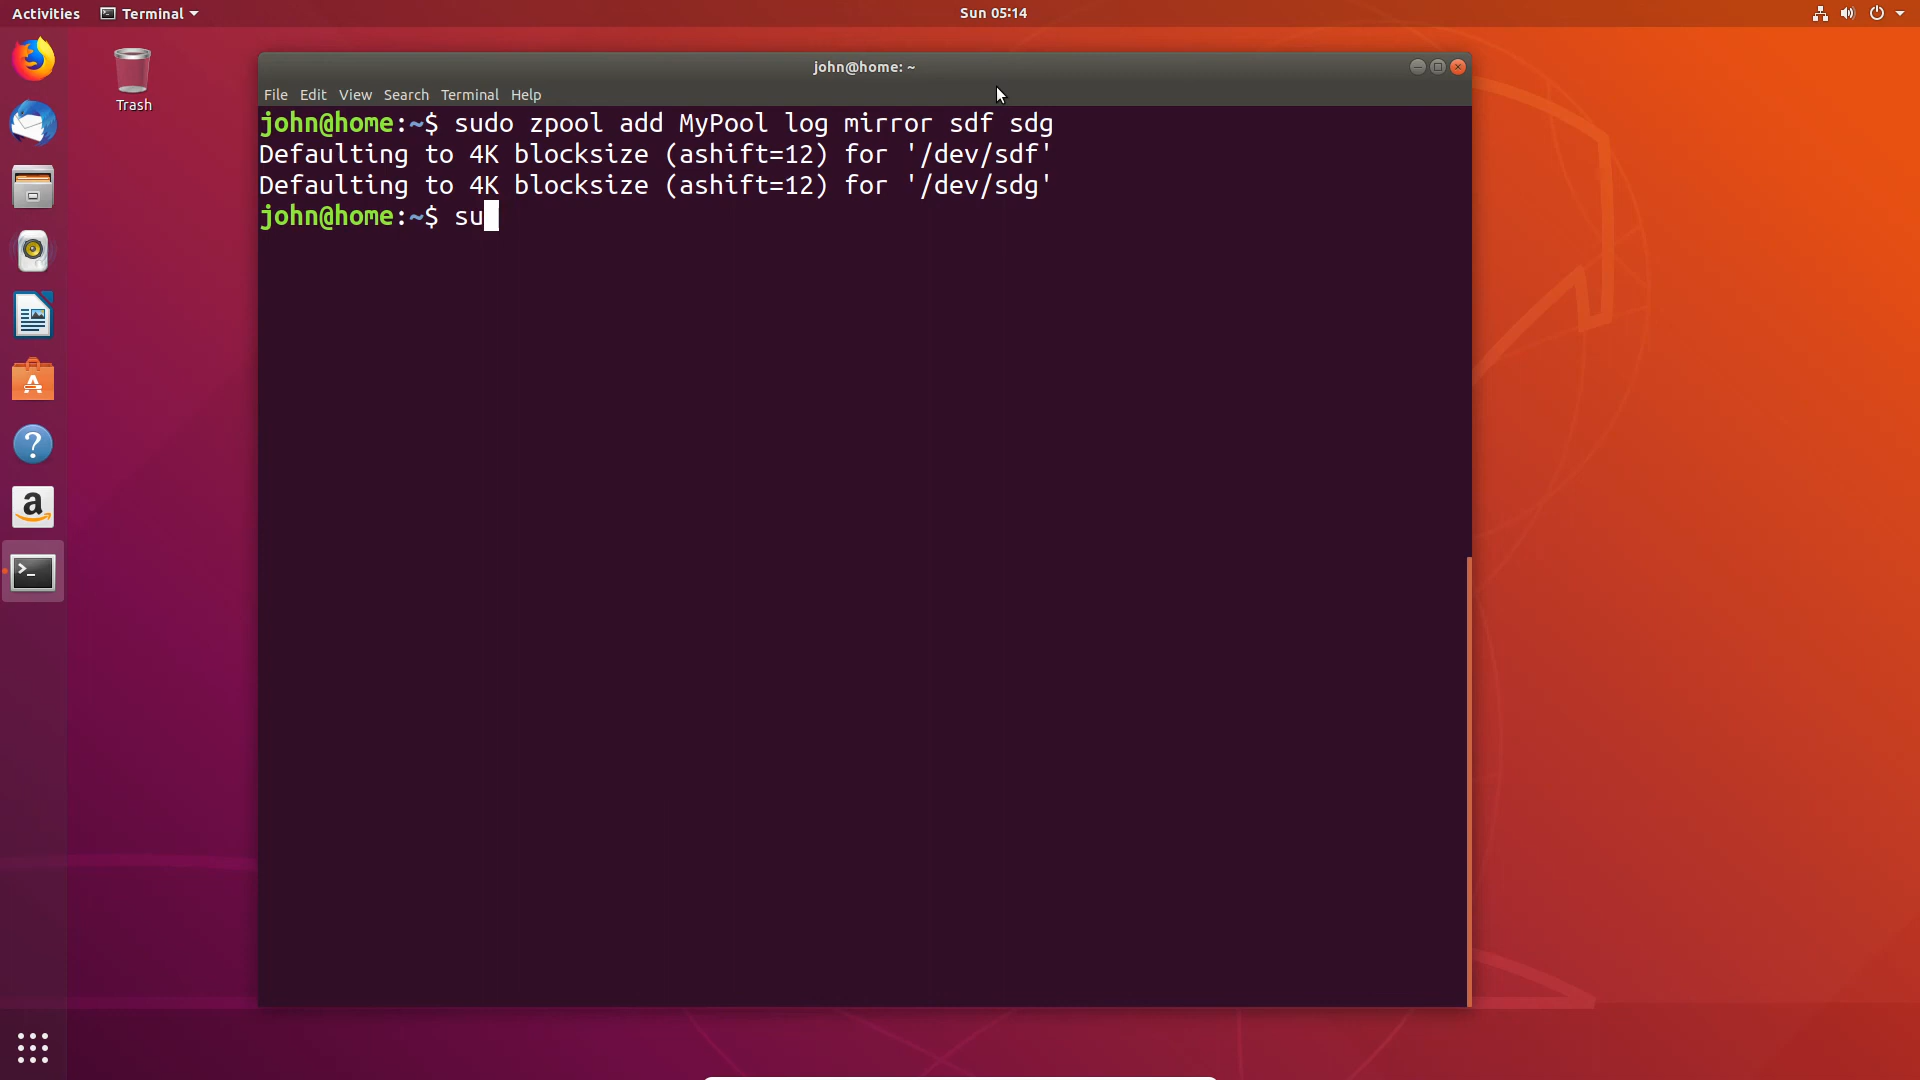 Activities Terminal Sun 05:14
Trash
john@home: ~
File Edit View Search Terminal Help
john@home:~$ sudo zpool add MyPool log mirror sdf sdg
Defaulting to 4K blocksize (ashift=12) for '/dev/sdf'
Defaulting to 4K blocksize (ashift=12) for '/dev/sdg'
john@home:~$ su